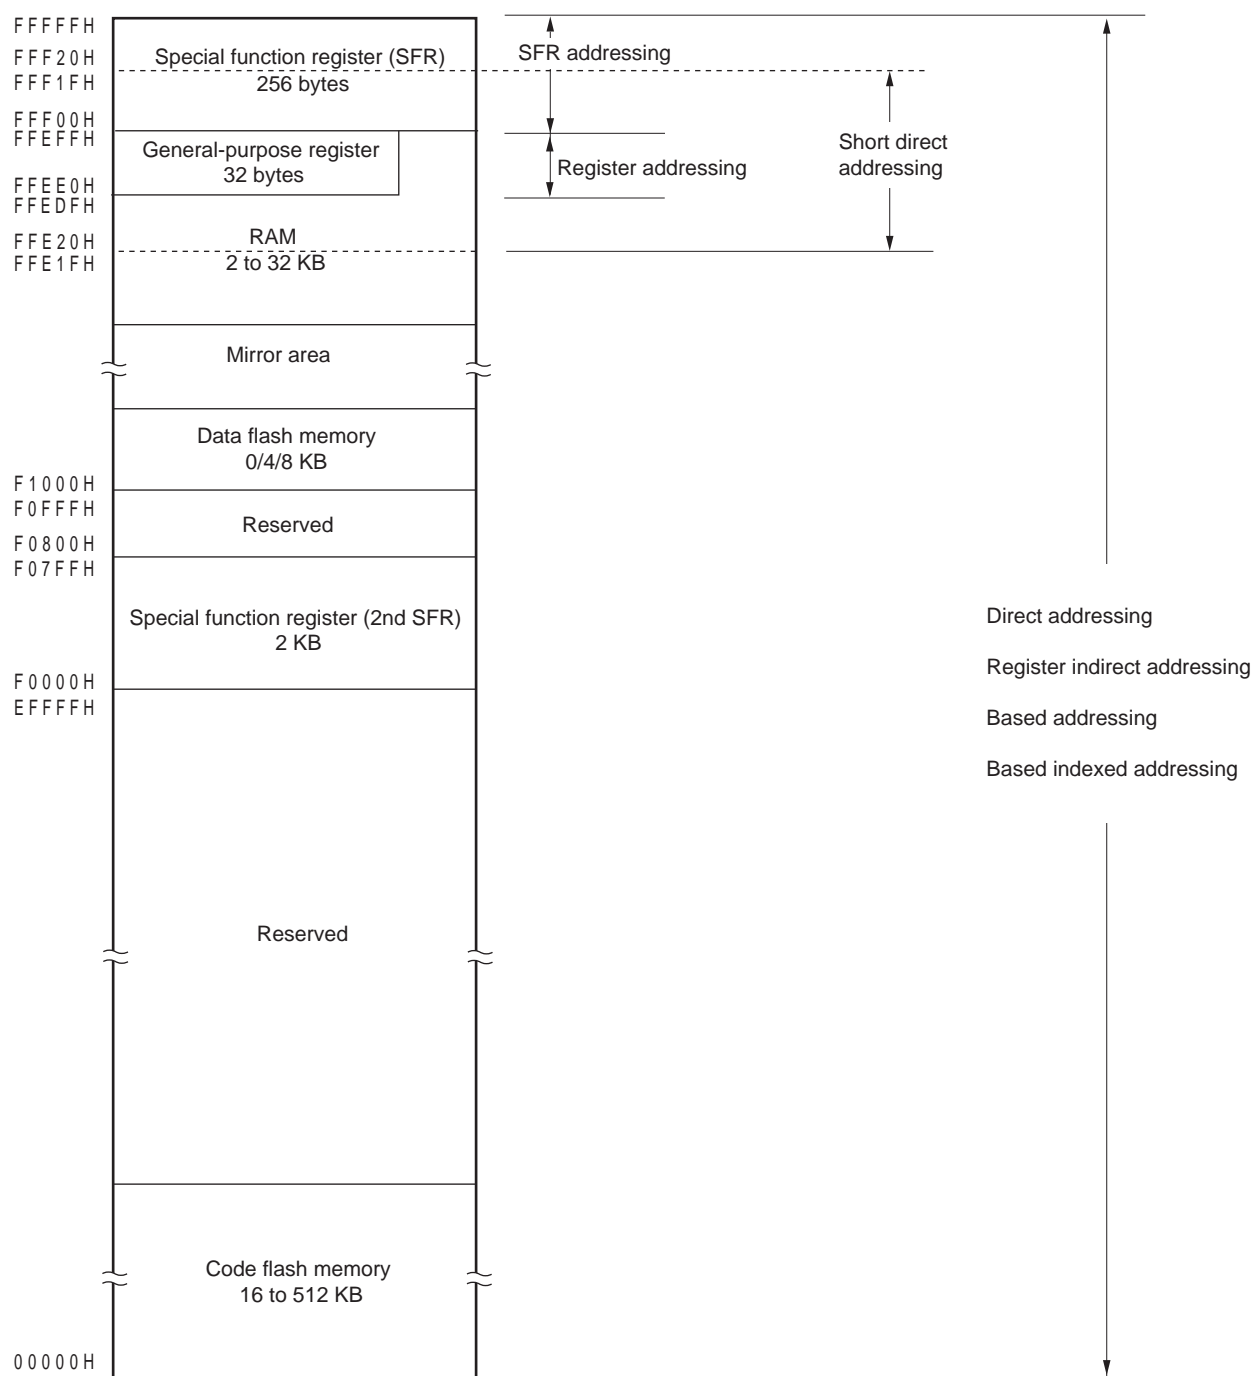 FFFFFH
FFF20H
Special function register (SFR)
SFR addressing
FFF1FH
256 bytes
FFF00H
FFEFFH
General-purpose register
32 bytes
Register addressing
Short direct
addressing
FFEE0H
FFEDFH
RAM
FFE20H
FFE1FH
2 to 32 KB
Mirror area
Data flash memory
0/4/8 KB
F1000H
F0FFFH
Reserved
F0800H
F07FFH
Special function register (2nd SFR)
2 KB
F0000H
EFFFFH
Direct addressing
Register indirect addressing
Based addressing
Based indexed addressing
Reserved
Code flash memory
16 to 512 KB
00000H